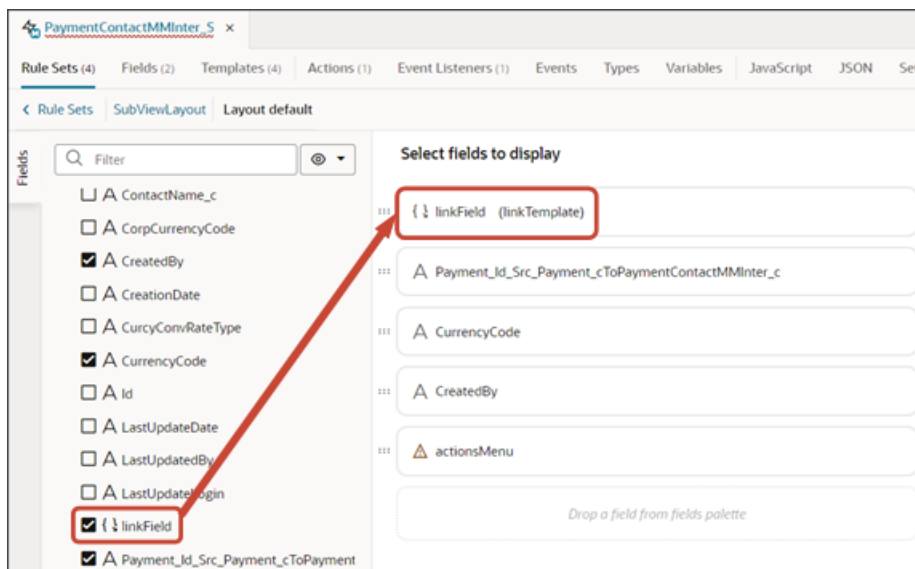 PaymentContactMMInter_S ×
Rule Sets (4) Fields (2) Templates (4) Actions (1) Event Listeners (1) Events Types Variables JavaScript JSON Se
Rule Sets SubViewLayout Layout default
Fields
Filter
ContactName_c
CorpCurrencyCode
CreatedBy
CreationDate
CurcyConvRateType
CurrencyCode
Id
LastUpdateDate
LastUpdatedBy
LastUpdateLogin
linkField
Payment_Id_Src_Payment_cToPayment
Select fields to display
linkField (linkTemplate)
Payment_Id_Src_Payment_cToPaymentContactMMInter_c
CurrencyCode
CreatedBy
actionsMenu
Drop a field from fields palette